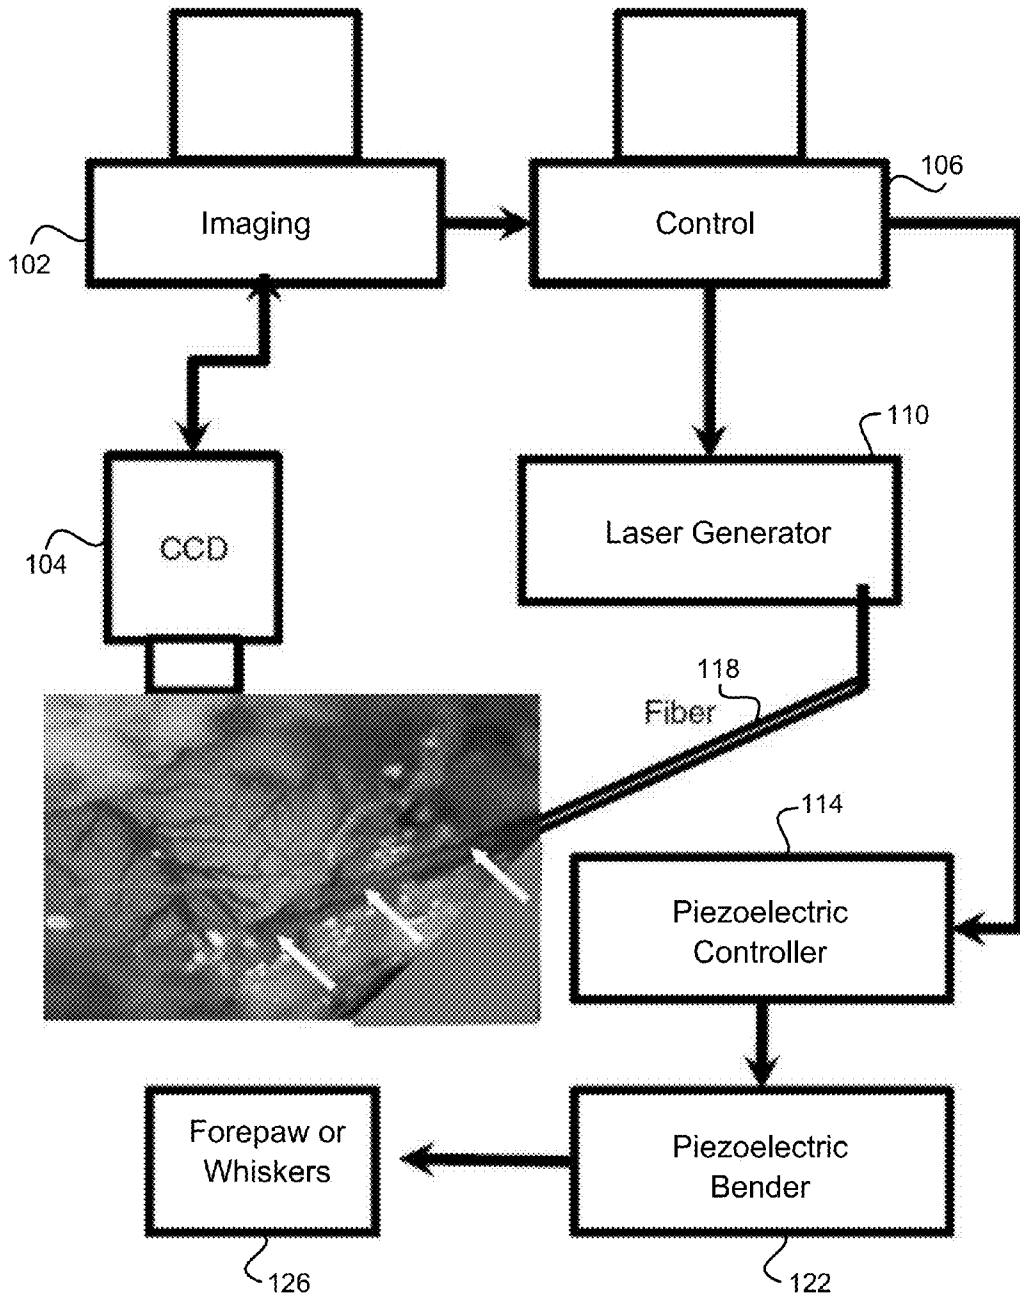 106
Imaging
Control
102
110
Laser Generator
CCD
104
118
Fiber
114
Piezoelectric
Controller
Forepaw or
Whiskers
Piezoelectric
Bender
126
122